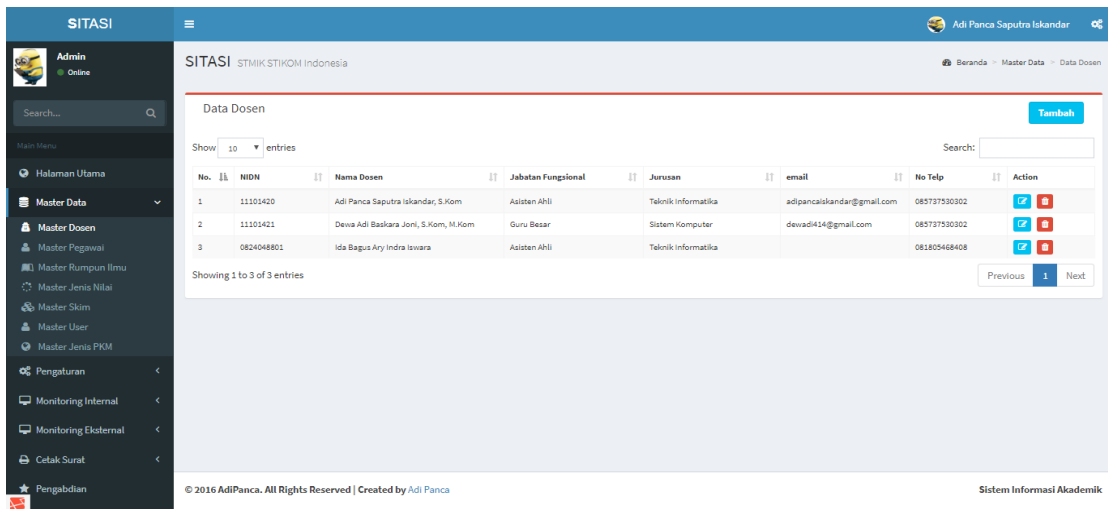 SITASI
Adi Panca Saputra Iskandar
Admin
Online
Search...
Main Menu
Halaman Utama
Master Data
Master Dosen
Master Pegawai
Master Rumpun Ilmu
Master Jenis Nilai
Master Skim
Master User
Master Jenis PKM
Pengaturan
Monitoring Internal
Monitoring Eksternal
Cetak Surat
Pengabdian
SITASI STMIK STIKOM Indonesia
Beranda > Master Data > Data Dosen
Data Dosen
Tambah
Show 10 entries
Search:
No. NIDN Nama Dosen Jabatan Fungsional Jurusan email No Telp Action
1 11101420 Adi Panca Saputra Iskandar, S.Kom Asisten Ahli Teknik Informatika adipancaiskandar@gmail.com 085737530302
2 11101421 Dewa Adi Baskara Joni, S.Kom, M.Kom Guru Besar Sistem Komputer dewadi414@gmail.com 085737530302
3 0824048801 Ida Bagus Ary Indra Iswara Asisten Ahli Teknik Informatika 081805468408
Showing 1 to 3 of 3 entries
Previous 1 Next
© 2016 AdiPanca. All Rights Reserved | Created by Adi Panca
Sistem Informasi Akademik